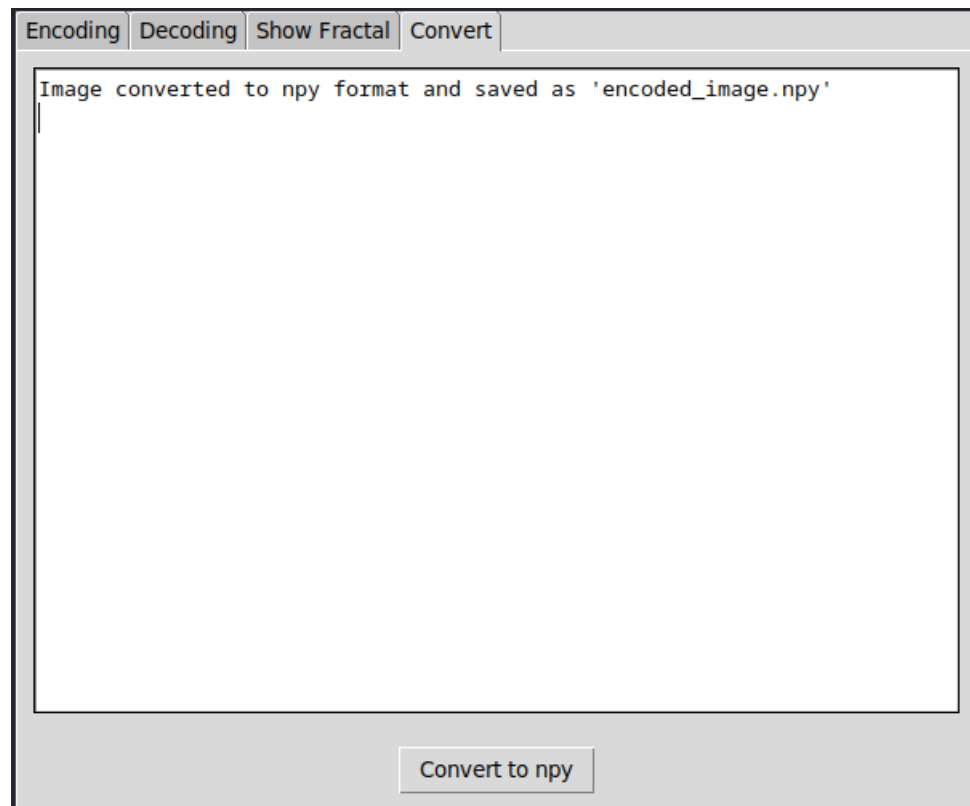 Encoding Decoding Show Fractal Convert
Image converted to npy format and saved as 'encoded_image.npy'
Convert to npy